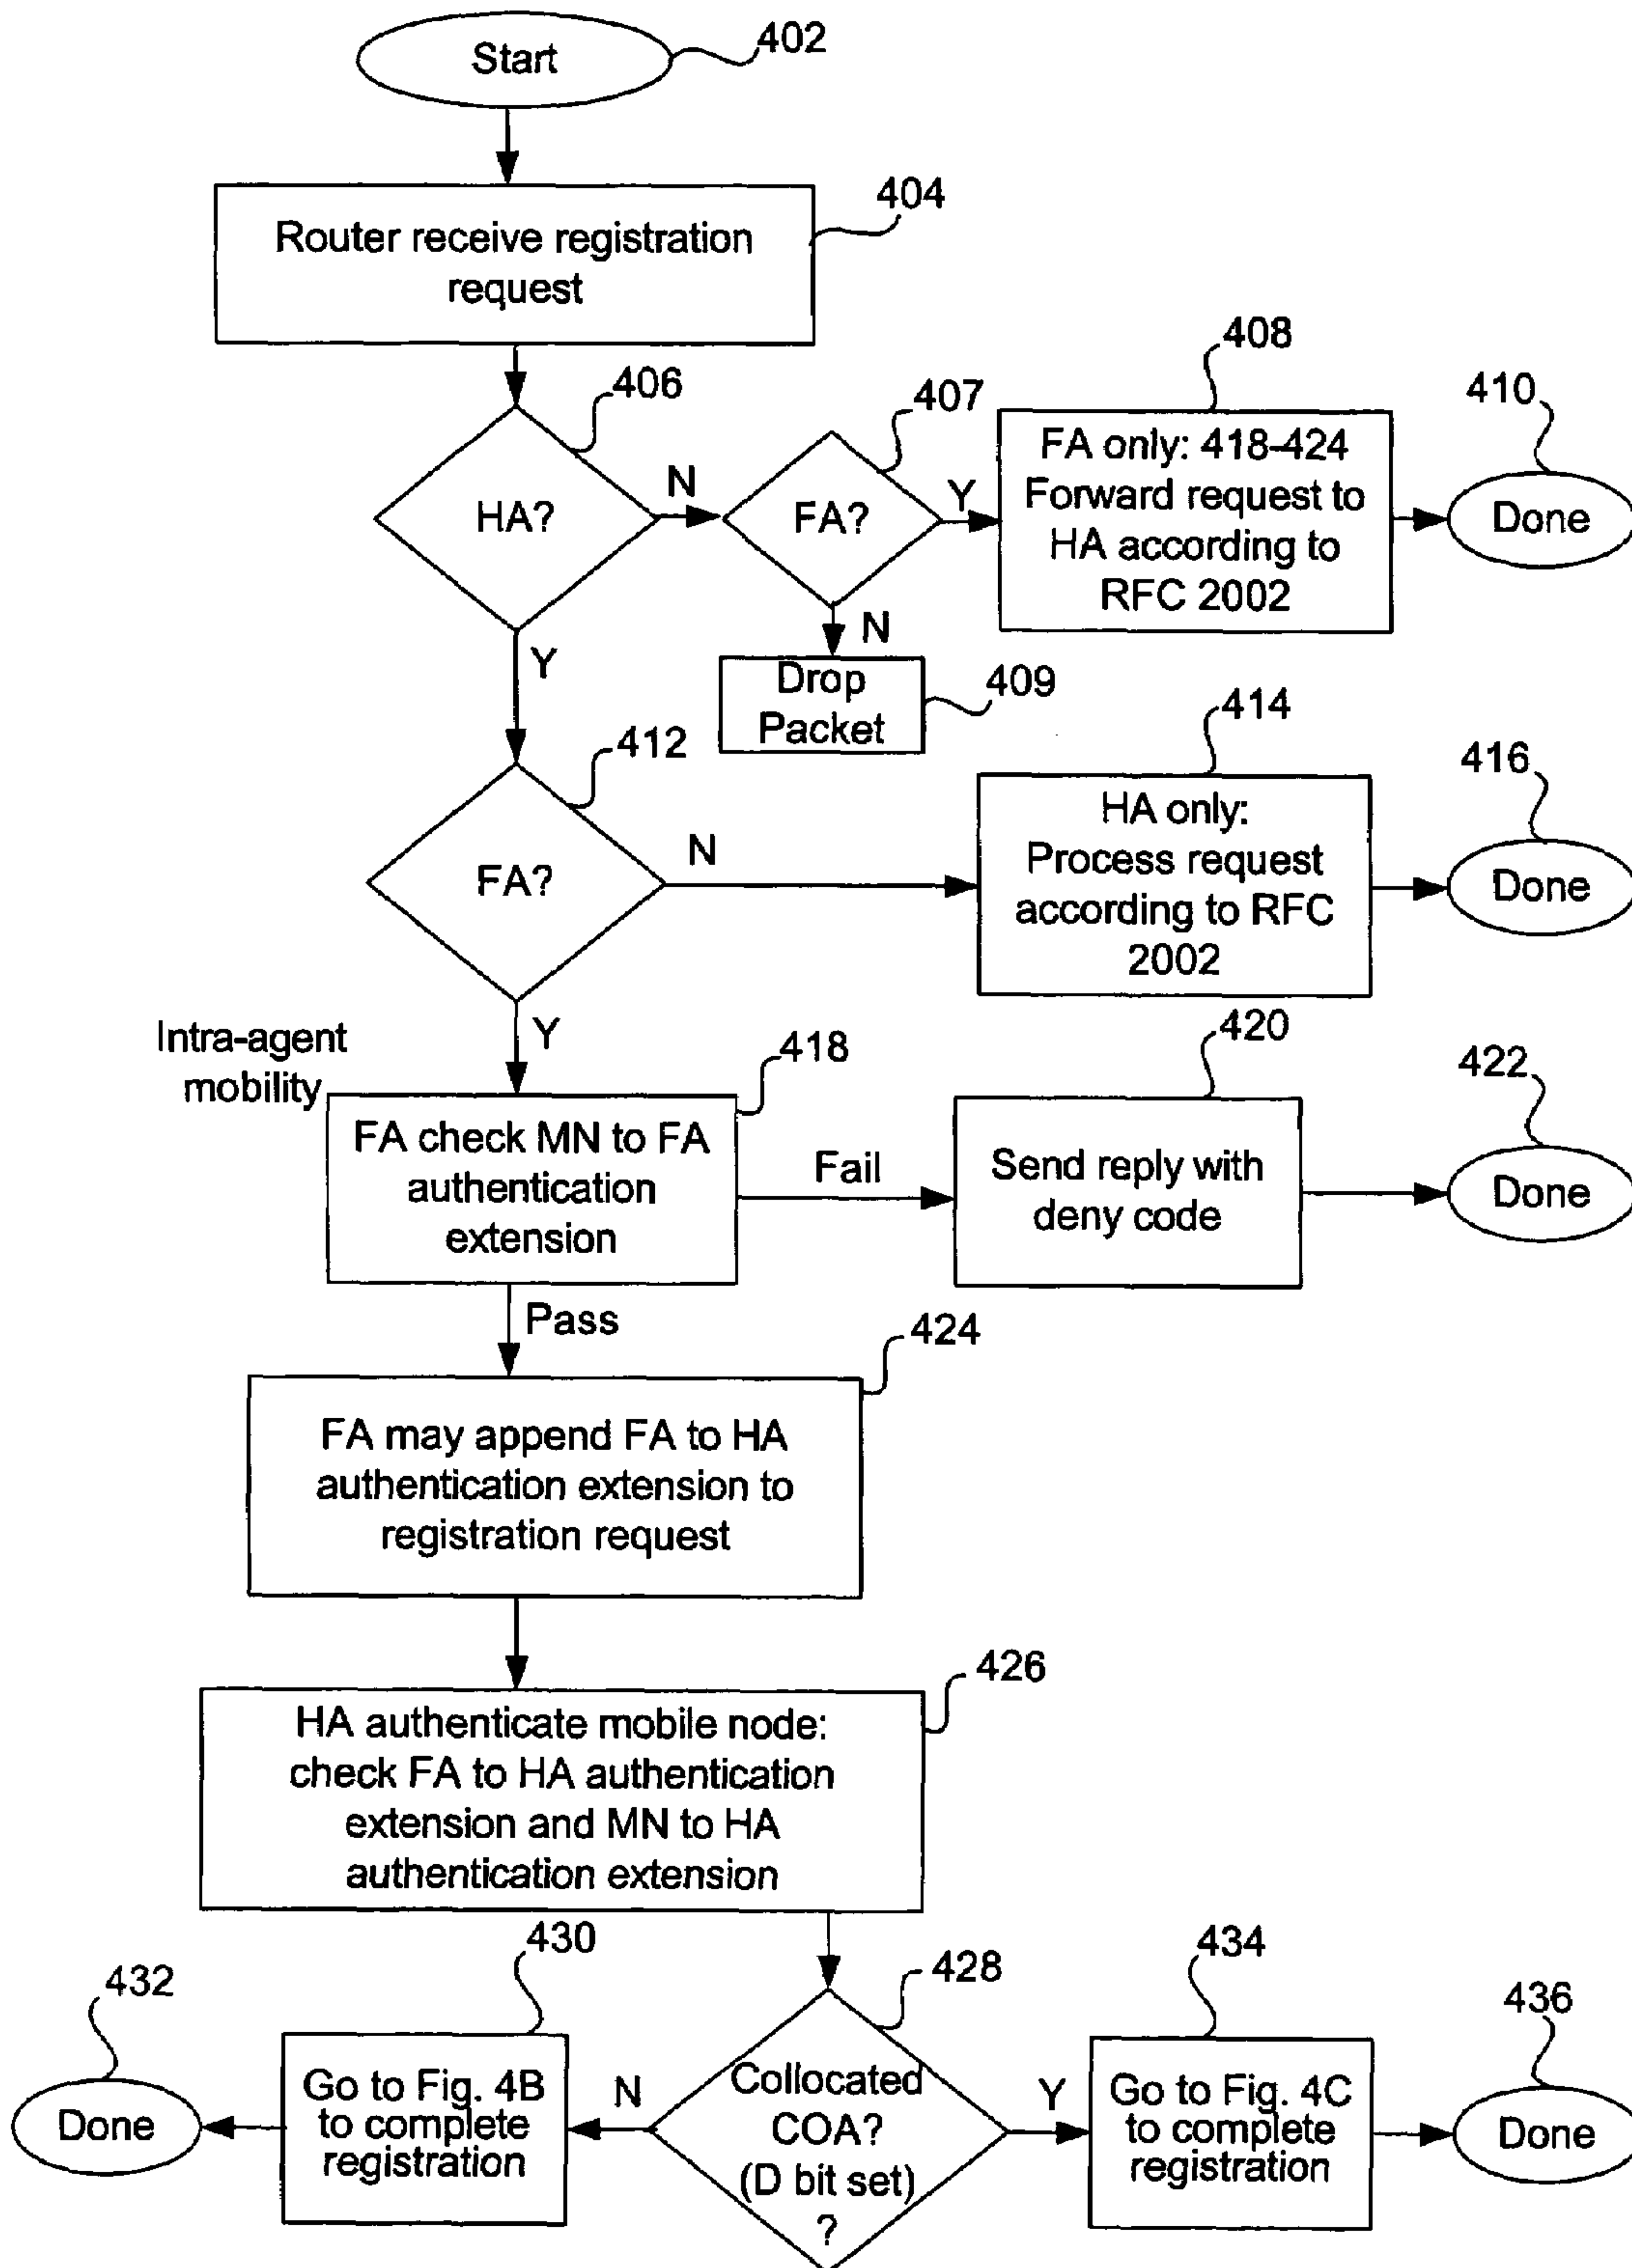 Start
402
Router receive registration
request
404
HA?
406
N
FA?
407
Y
FA only: 418-424
Forward request to
HA according to
RFC 2002
408
Done
410
N
Drop
Packet
409
Y
FA?
412
N
HA only:
Process request
according to RFC
2002
414
Done
416
Y
Intra-agent
mobility
FA check MN to FA
authentication
extension
418
Fail
Send reply with
deny code
420
Done
422
Pass
FA may append FA to HA
authentication extension to
registration request
424
HA authenticate mobile node:
check FA to HA authentication
extension and MN to HA
authentication extension
426
Collocated
COA?
(D bit set)
?
428
N
Go to Fig. 4B
to complete
registration
430
Done
432
Y
Go to Fig. 4C
to complete
registration
434
Done
436